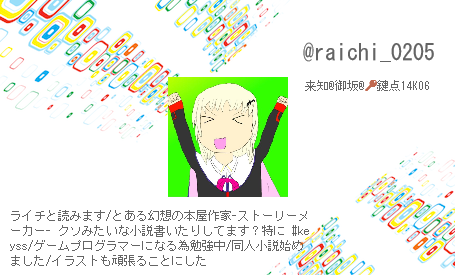 @raichi_0205
来知@御坂@🔑鍵点14K06
ライチと読みます/とある幻想の本屋作家-ストーリーメ
ーカー- クソみたいな小説書いたりしてます?特に #ke
yss/ゲームプログラマーになる為勉強中/同人小説始め
ました/イラストも頑張ることにした